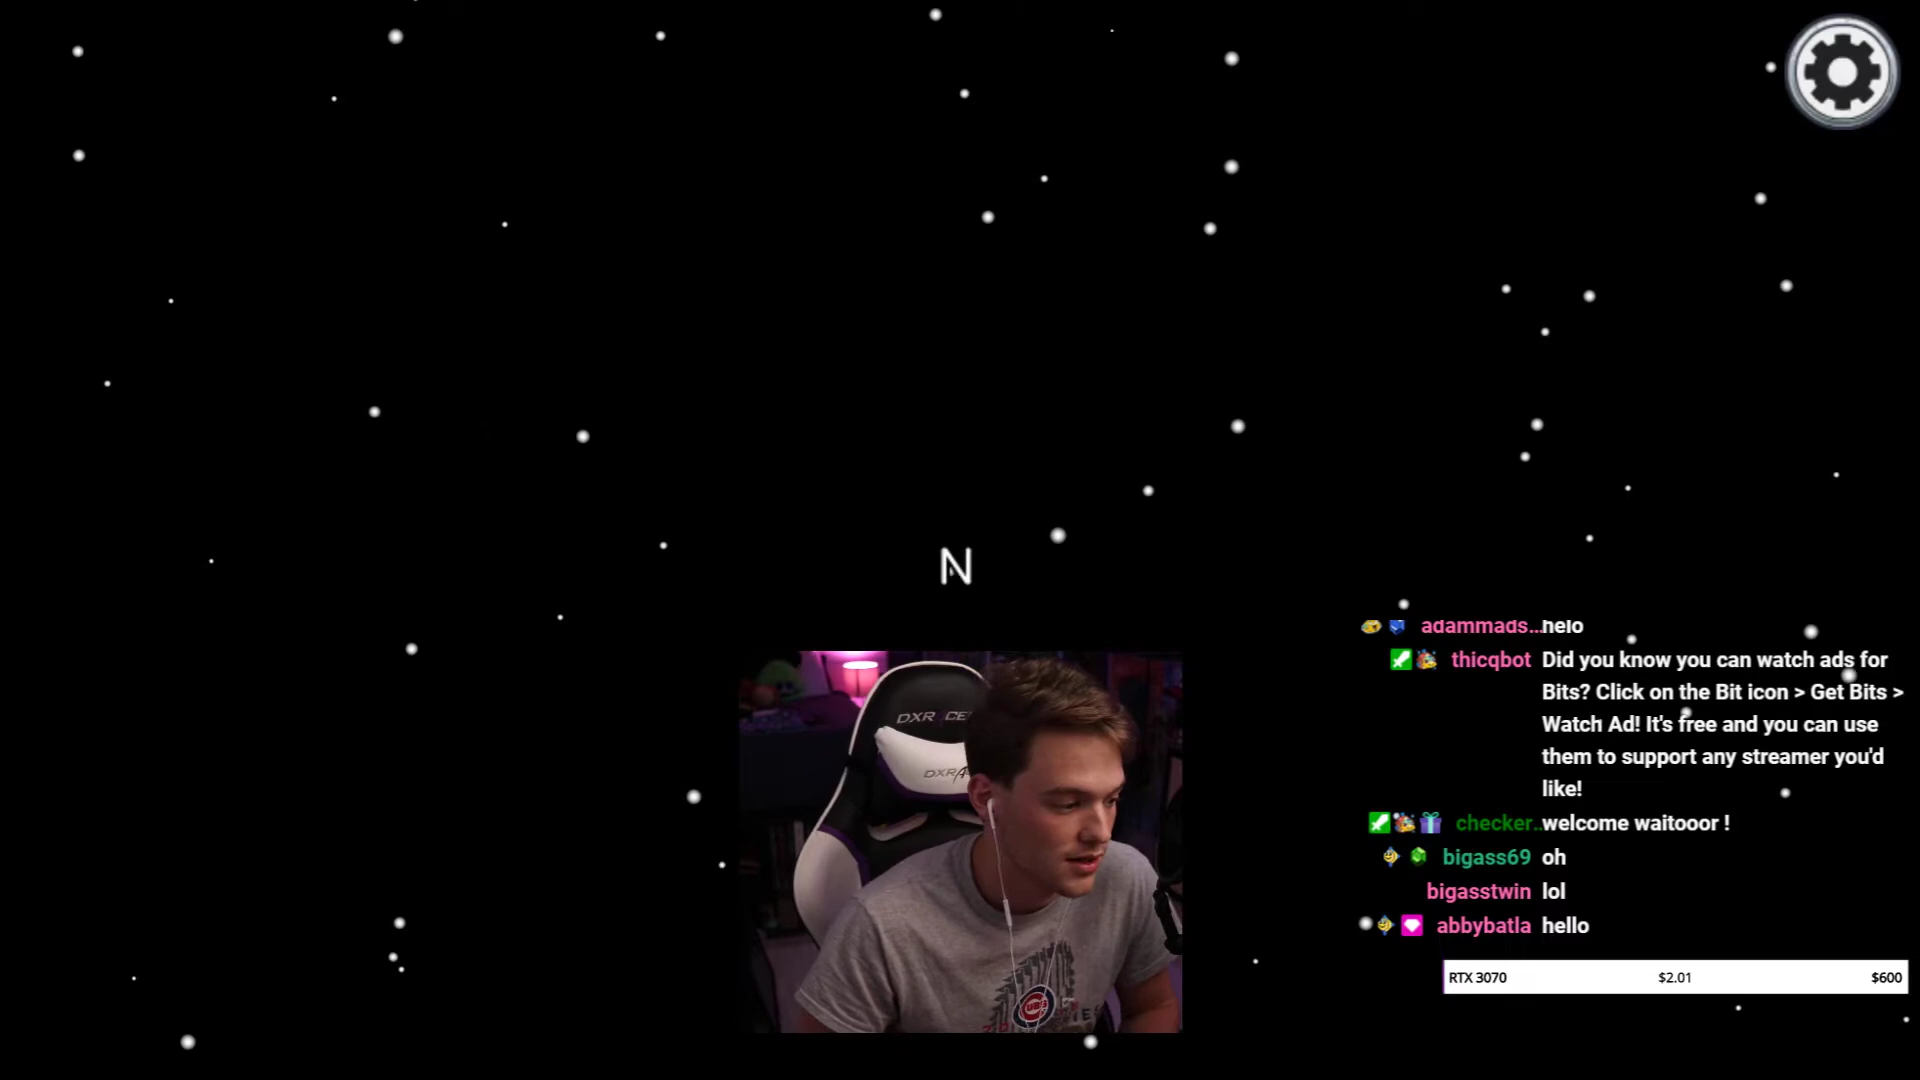 N
adammads...helo
thicqbot Did you know you can watch ads for
Bits? Click on the Bit icon > Get Bits >
Watch Ad! It's free and you can use
them to support any streamer you'd
like!
checker..welcome waitooor !
bigass69 oh
bigasstwin lol
abbybatla hello
RTX 3070 $2.01 $600
DXRACER
DXRA
CUBS